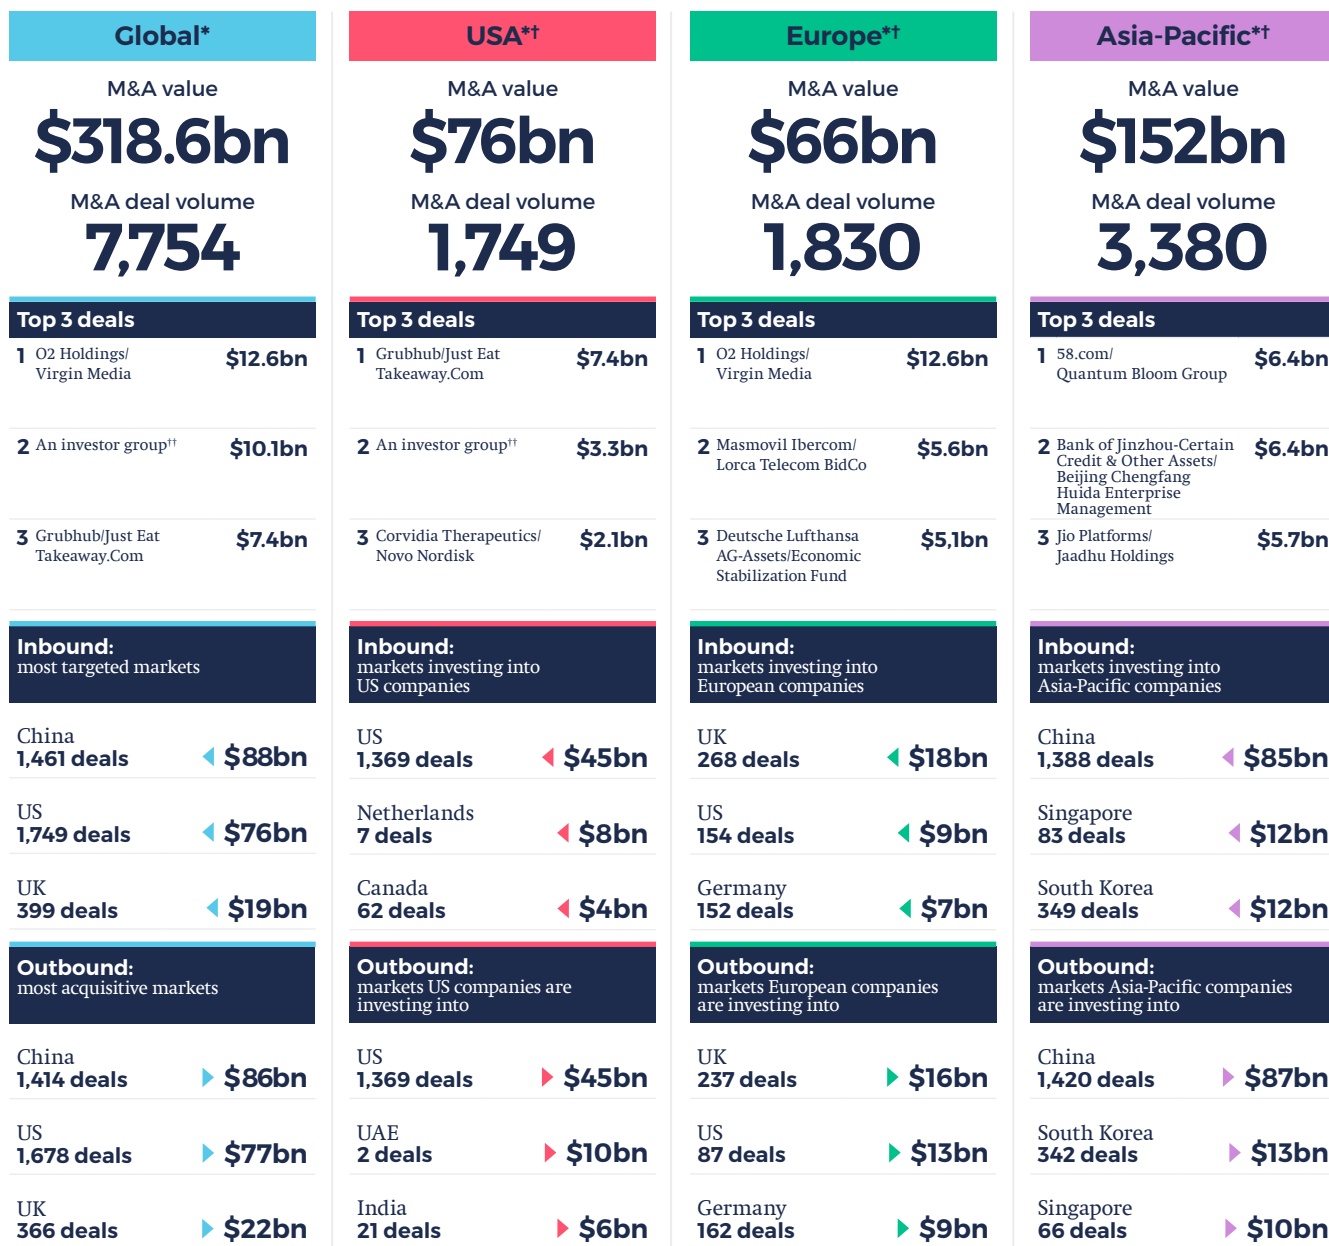 Global*
M&A value
$318.6bn
M&A deal volume
7,754
Top 3 deals
1 O2 Holdings/ $12.6bn
Virgin Media
2 An investor group†† $10.1bn
3 Grubhub/Just Eat $7.4bn
Takeaway.Com
Inbound:
most targeted markets
China
1,461 deals $88bn
US
1,749 deals $76bn
UK
399 deals $19bn
Outbound:
most acquisitive markets
China
1,414 deals $86bn
US
1,678 deals $77bn
UK
366 deals $22bn
USA*†
M&A value
$76bn
M&A deal volume
1,749
Top 3 deals
1 Grubhub/Just Eat $7.4bn
Takeaway.Com
2 An investor group†† $3.3bn
3 Corvidia Therapeutics/ $2.1bn
Novo Nordisk
Inbound:
markets investing into
US companies
US
1,369 deals $45bn
Netherlands
7 deals $8bn
Canada
62 deals $4bn
Outbound:
markets US companies are
investing into
US
1,369 deals $45bn
UAE
2 deals $10bn
India
21 deals $6bn
Europe*†
M&A value
$66bn
M&A deal volume
1,830
Top 3 deals
1 O2 Holdings/ $12.6bn
Virgin Media
2 Masmovil Ibercom/ $5.6bn
Lorca Telecom BidCo
3 Deutsche Lufthansa $5,1bn
AG-Assets/Economic
Stabilization Fund
Inbound:
markets investing into
European companies
UK
268 deals $18bn
US
154 deals $9bn
Germany
152 deals $7bn
Outbound:
markets European companies
are investing into
UK
237 deals $16bn
US
87 deals $13bn
Germany
162 deals $9bn
Asia-Pacific*†
M&A value
$152bn
M&A deal volume
3,380
Top 3 deals
1 58.com/ $6.4bn
Quantum Bloom Group
2 Bank of Jinzhou-Certain $6.4bn
Credit & Other Assets/
Beijing Chengfang
Huida Enterprise
Management
3 Jio Platforms/ $5.7bn
Jaadhu Holdings
Inbound:
markets investing into
Asia-Pacific companies
China
1,388 deals $85bn
Singapore
83 deals $12bn
South Korea
349 deals $12bn
Outbound:
markets Asia-Pacific companies
are investing into
China
1,420 deals $87bn
South Korea
342 deals $13bn
Singapore
66 deals $10bn